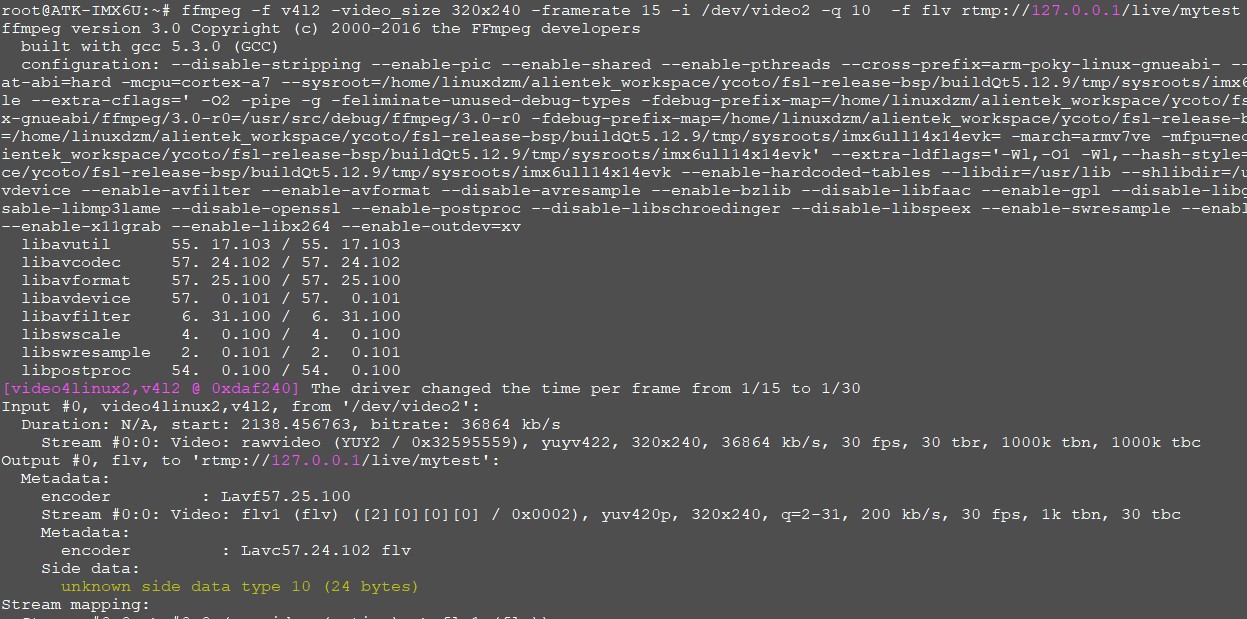 root@ATK-IMX6U:~# ffmpeg -f v4l2 -video_size 320x240 -framerate 15 -i /dev/video2 -q 10  -f flv rtmp://127.0.0.1/live/mytest
ffmpeg version 3.0 Copyright (c) 2000-2016 the FFmpeg developers
  built with gcc 5.3.0 (GCC)
  configuration: --disable-stripping --enable-pic --enable-shared --enable-pthreads --cross-prefix=arm-poky-linux-gnueabi- --
at-abi=hard -mcpu=cortex-a7 --sysroot=/home/linuxdzm/alientek_workspace/ycoto/fsl-release-bsp/buildQt5.12.9/tmp/sysroots/imx6
le --extra-cflags=' -O2 -pipe -g -feliminate-unused-debug-types -fdebug-prefix-map=/home/linuxdzm/alientek_workspace/ycoto/fs
x-gnueabi/ffmpeg/3.0-r0=/usr/src/debug/ffmpeg/3.0-r0 -fdebug-prefix-map=/home/linuxdzm/alientek_workspace/ycoto/fsl-release-b
=/home/linuxdzm/alientek_workspace/ycoto/fsl-release-bsp/buildQt5.12.9/tmp/sysroots/imx6ull14x14evk= -march=armv7ve -mfpu=neo
ientek_workspace/ycoto/fsl-release-bsp/buildQt5.12.9/tmp/sysroots/imx6ull14x14evk' --extra-ldflags='-Wl,-O1 -Wl,--hash-style=
ce/ycoto/fsl-release-bsp/buildQt5.12.9/tmp/sysroots/imx6ull14x14evk --enable-hardcoded-tables --libdir=/usr/lib --shlibdir=/u
vdevice --enable-avfilter --enable-avformat --disable-avresample --enable-bzlib --disable-libfaac --enable-gpl --disable-libg
sable-libmp3lame --disable-openssl --enable-postproc --disable-libschroedinger --disable-libspeex --enable-swresample --enabl
--enable-x11grab --enable-libx264 --enable-outdev=xv
  libavutil      55. 17.103 / 55. 17.103
  libavcodec     57. 24.102 / 57. 24.102
  libavformat    57. 25.100 / 57. 25.100
  libavdevice    57.  0.101 / 57.  0.101
  libavfilter     6. 31.100 /  6. 31.100
  libswscale      4.  0.100 /  4.  0.100
  libswresample   2.  0.101 /  2.  0.101
  libpostproc    54.  0.100 / 54.  0.100
[video4linux2,v4l2 @ 0xdaf240] The driver changed the time per frame from 1/15 to 1/30
Input #0, video4linux2,v4l2, from '/dev/video2':
  Duration: N/A, start: 2138.456763, bitrate: 36864 kb/s
    Stream #0:0: Video: rawvideo (YUY2 / 0x32595559), yuyv422, 320x240, 36864 kb/s, 30 fps, 30 tbr, 1000k tbn, 1000k tbc
Output #0, flv, to 'rtmp://127.0.0.1/live/mytest':
  Metadata:
    encoder         : Lavf57.25.100
    Stream #0:0: Video: flv1 (flv) ([2][0][0][0] / 0x0002), yuv420p, 320x240, q=2-31, 200 kb/s, 30 fps, 1k tbn, 30 tbc
    Metadata:
      encoder         : Lavc57.24.102 flv
    Side data:
      unknown side data type 10 (24 bytes)
Stream mapping: